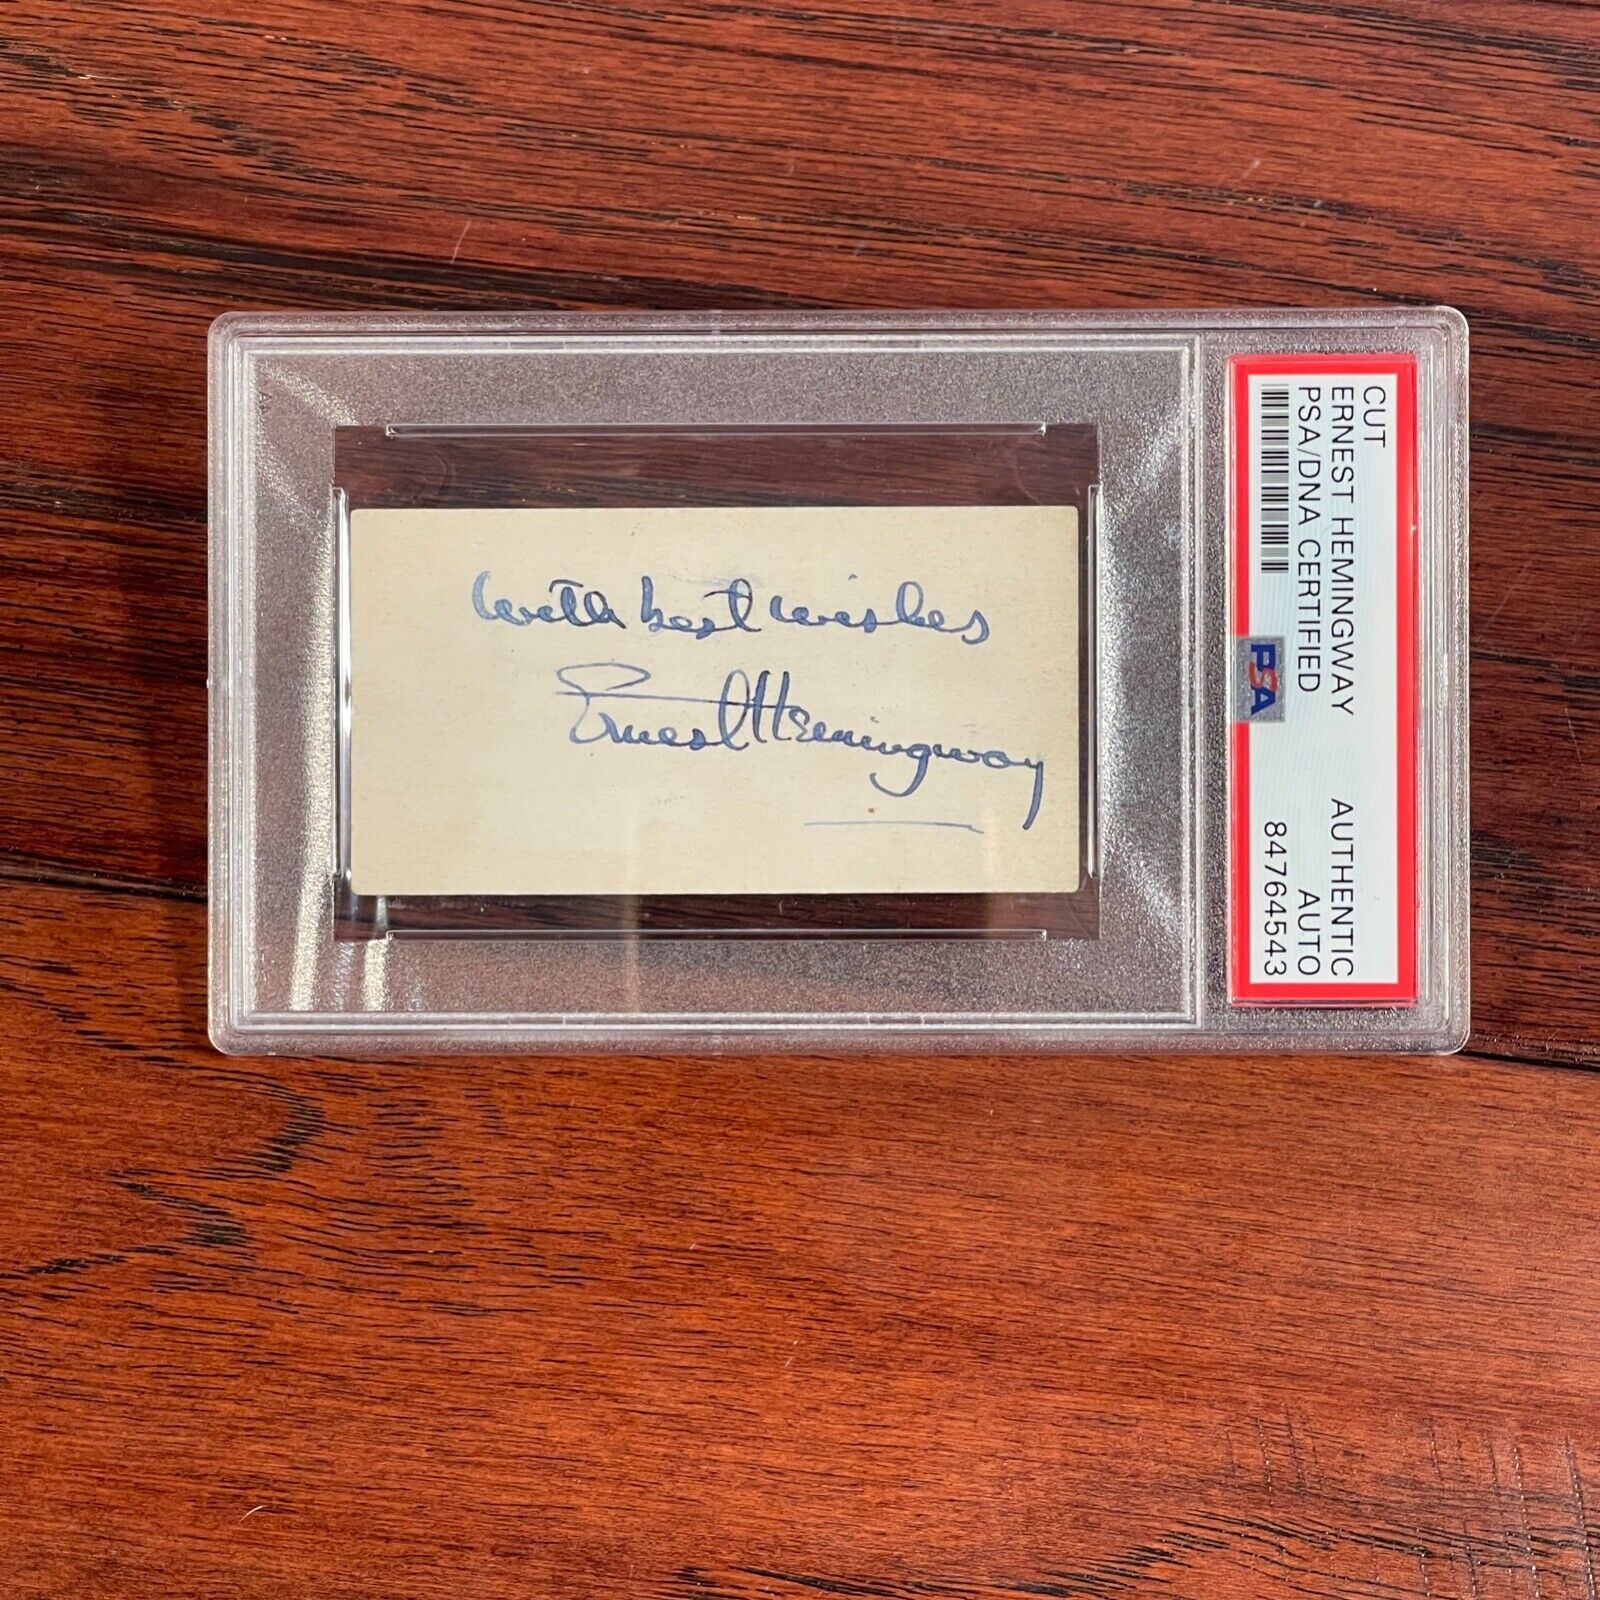 with best wishes
Ernest Hemingway
CUT
ERNEST HEMINGWAY AUTHENTIC
PSA/DNA CERTIFIED AUTO
84764543
PSA